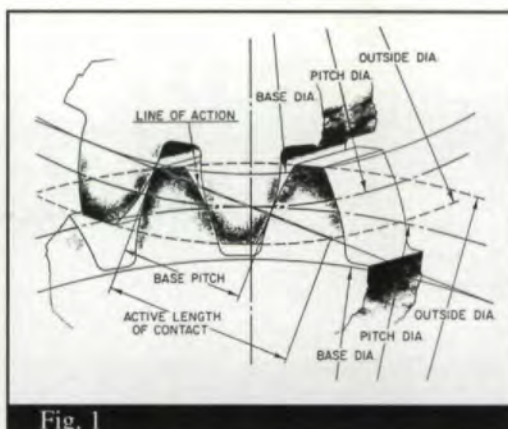 OUTSIDE DIA.
PITCH DIA.
BASE DIA.
LINE OF ACTION
BASE PITCH
ACTIVE LENGTH
OF CONTACT
OUTSIDE DIA.
PITCH DIA.
BASE DIA.
Fig. 1